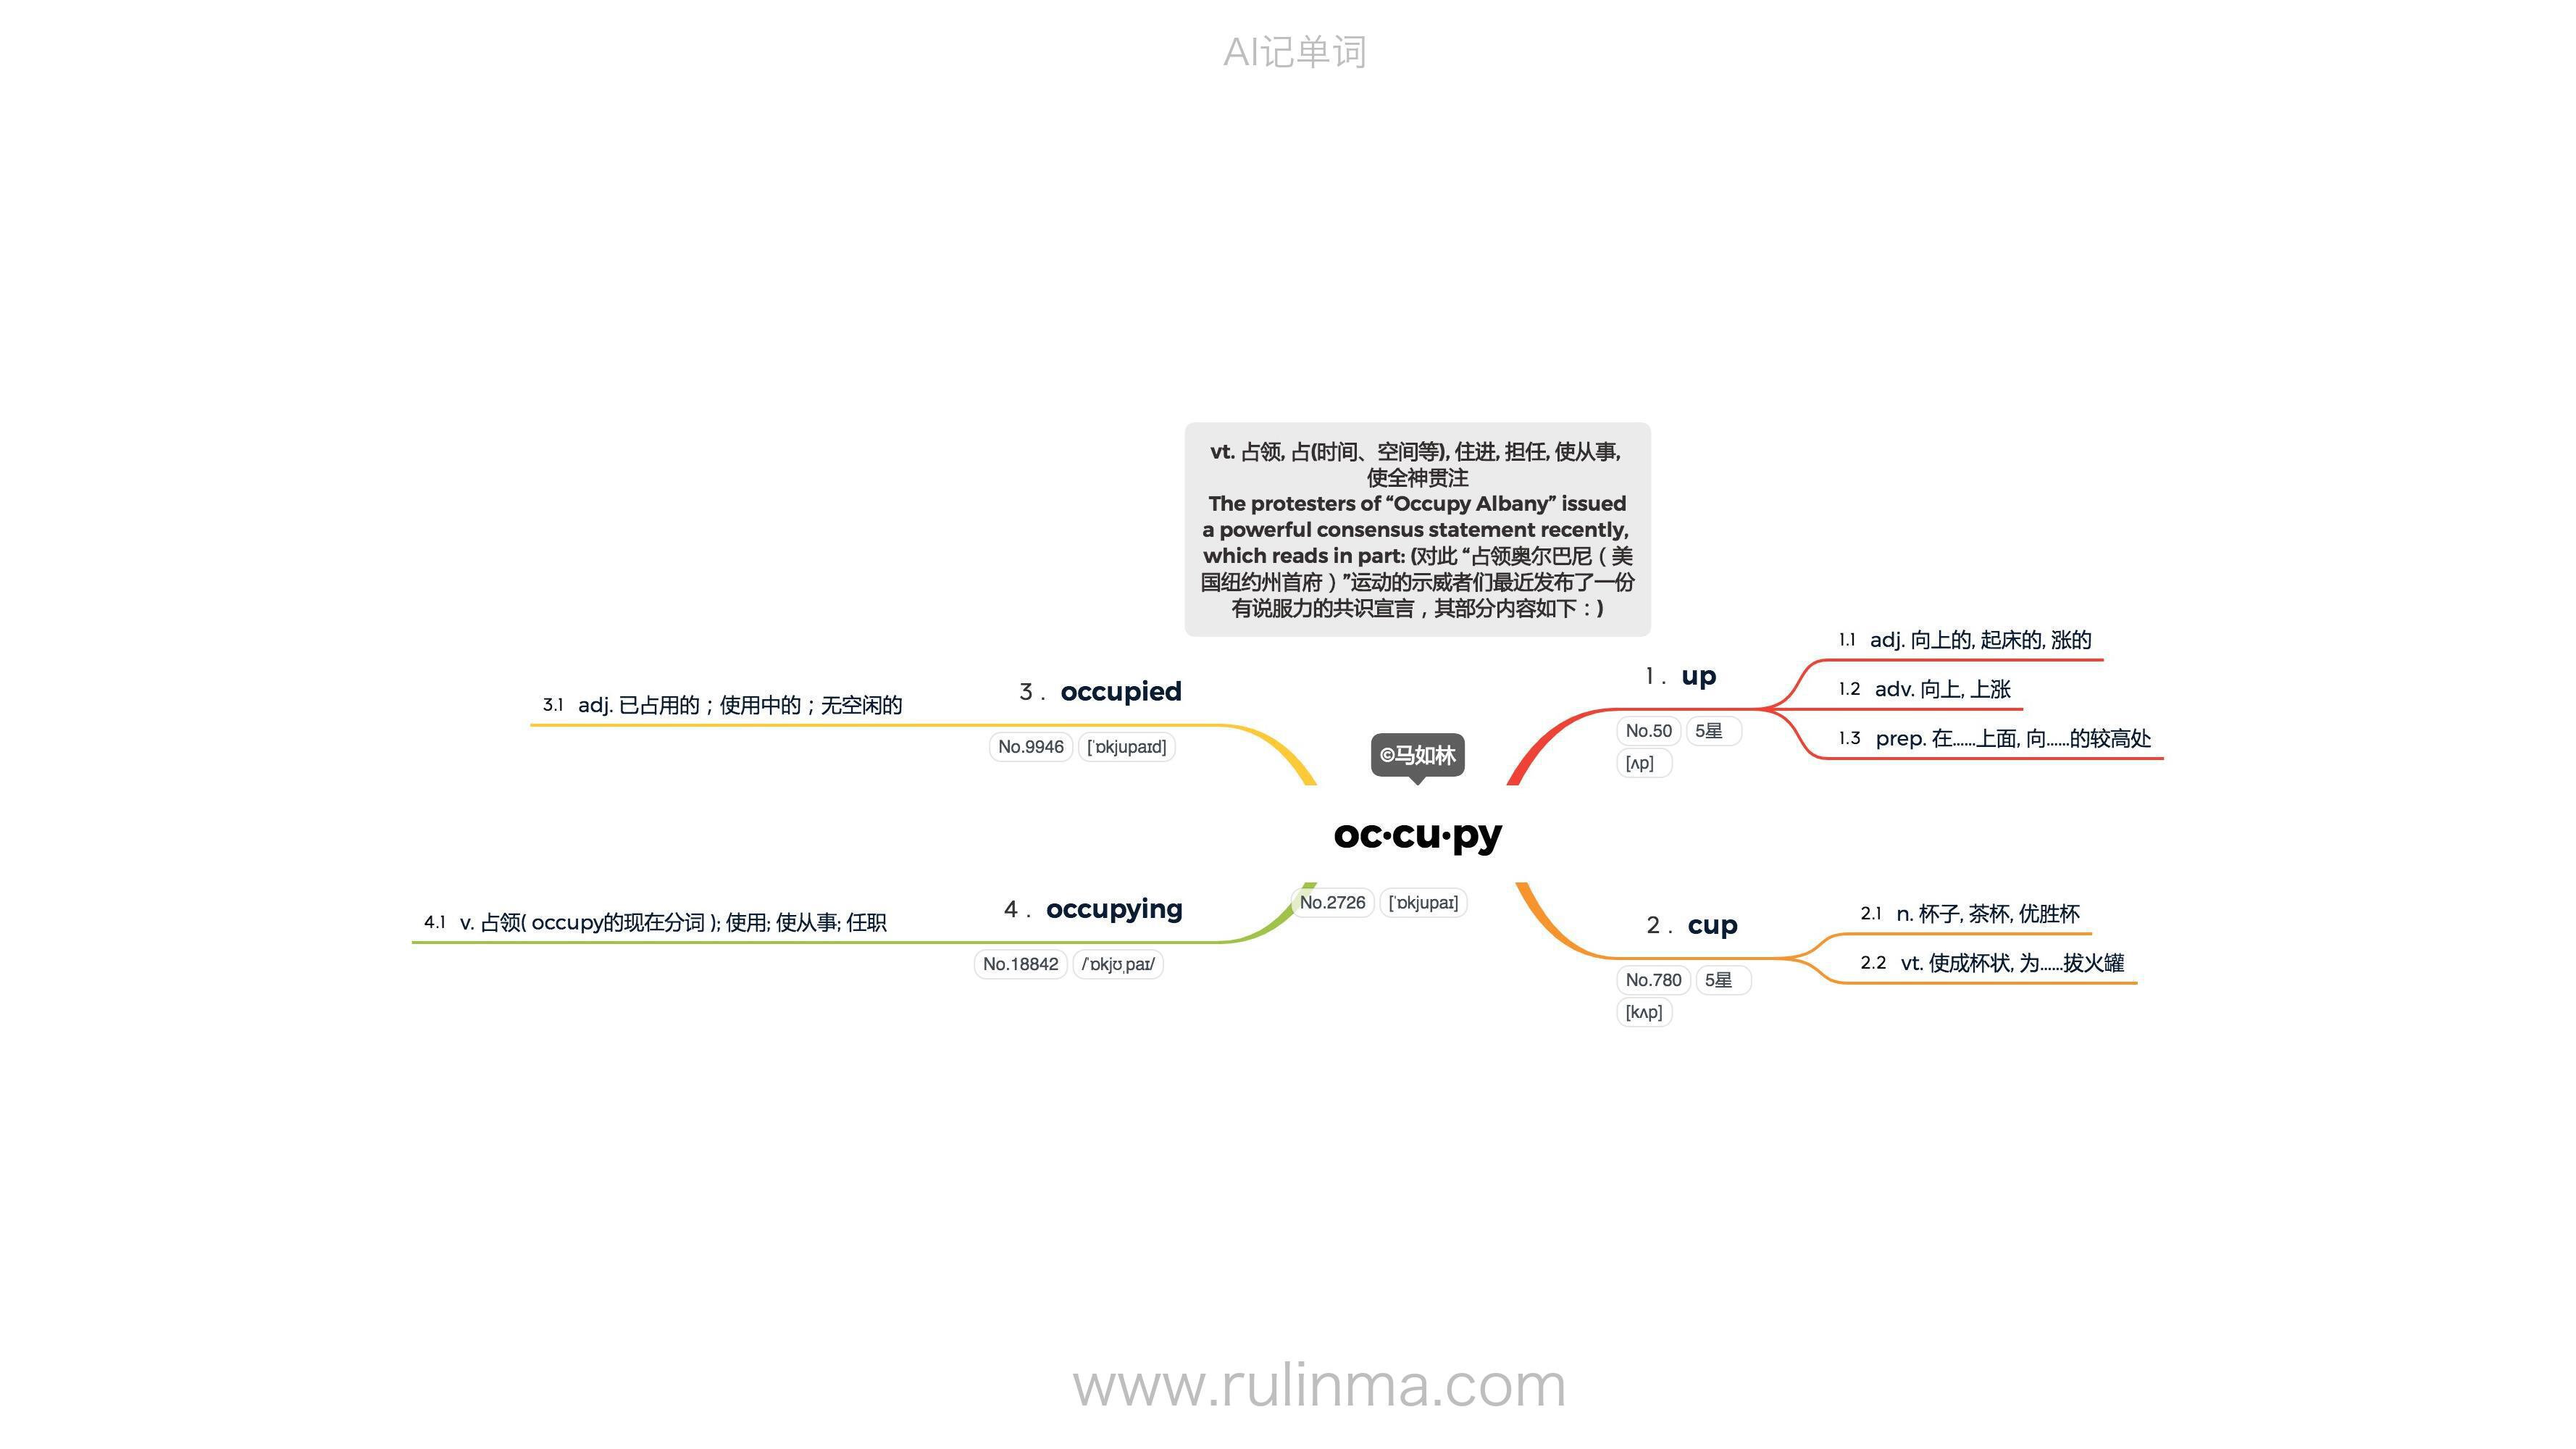 AI记单词
vt. 占领, 占(时间、空间等), 住进, 担任, 使从事,
使全神贯注
The protesters of “Occupy Albany” issued
a powerful consensus statement recently,
which reads in part: (对此 “占领奥尔巴尼（美
国纽约州首府）”运动的示威者们最近发布了一份
有说服力的共识宣言，其部分内容如下：)
©马如林
oc·cu·py
No.2726 [ˈɒkjupaɪ]
1. up
No.50 5星
[ʌp]
1.1 adj. 向上的, 起床的, 涨的
1.2 adv. 向上, 上涨
1.3 prep. 在……上面, 向……的较高处
2. cup
No.780 5星
[kʌp]
2.1 n. 杯子, 茶杯, 优胜杯
2.2 vt. 使成杯状, 为……拔火罐
3. occupied
No.9946 [ˈɒkjupaɪd]
3.1 adj. 已占用的；使用中的；无空闲的
4. occupying
No.18842 /ˈɒkjʊˌpaɪ/
4.1 v. 占领( occupy的现在分词 ); 使用; 使从事; 任职
www.rulinma.com